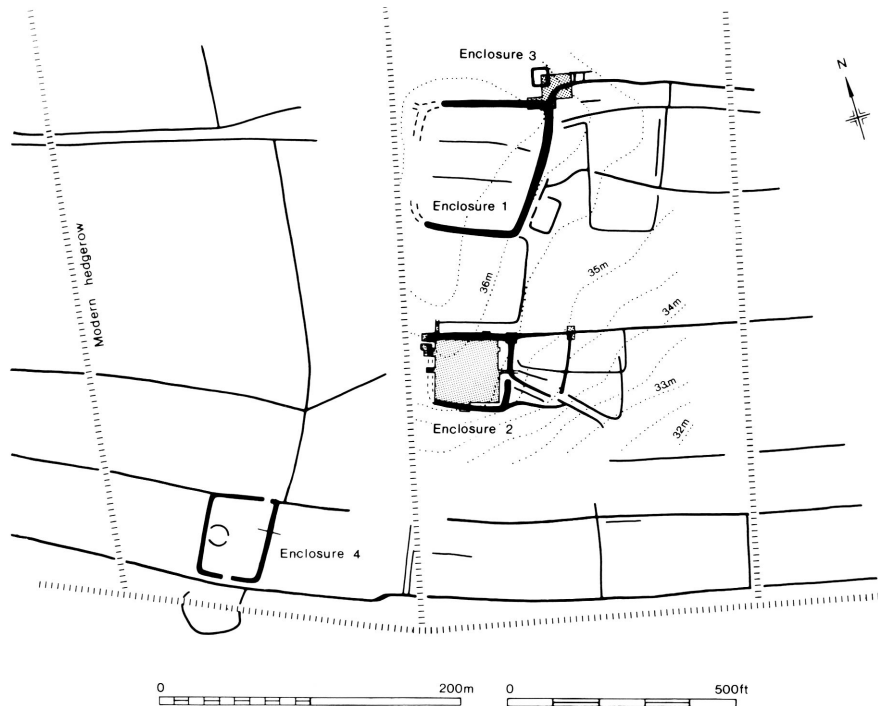 Enclosure 3
N
Enclosure 1
Modern hedgerow
36m
35m
34m
33m
32m
Enclosure 2
Enclosure 4
0 200m
0 500ft